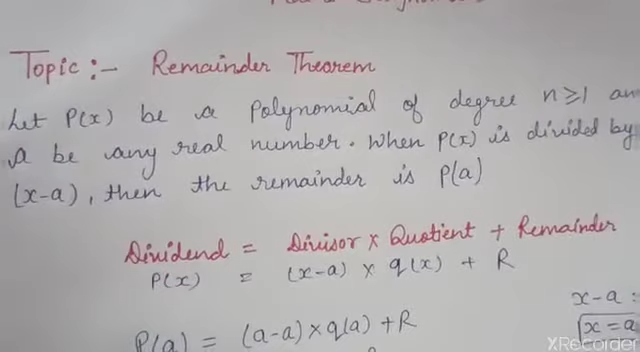 Topic :- Remainder Theorem
Let P(x) be a Polynomial of degree n ≥ 1 an
a be any real number. When P(x) is divided by
(x-a), then the remainder is P(a)
Dividend = Divisor x Quotient + Remainder
P(x) = (x-a) x q(x) + R
x-a =
P(a) = (a-a) x q(a) + R
x = a
XRecorder